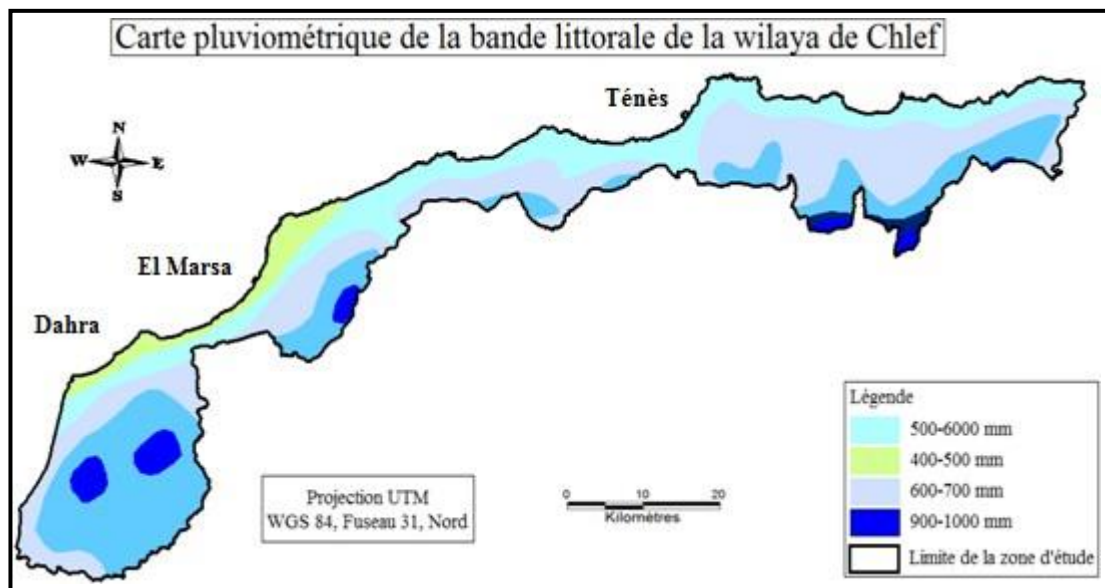 Carte pluviométrique de la bande littorale de la wilaya de Chlef
Ténès
N
W E
S
El Marsa
Dahra
Légende
500-6000 mm
400-500 mm
600-700 mm
900-1000 mm
Limite de la zone d'étude
Projection UTM
WGS 84, Fuseau 31, Nord
0 10 20
Kilomètres